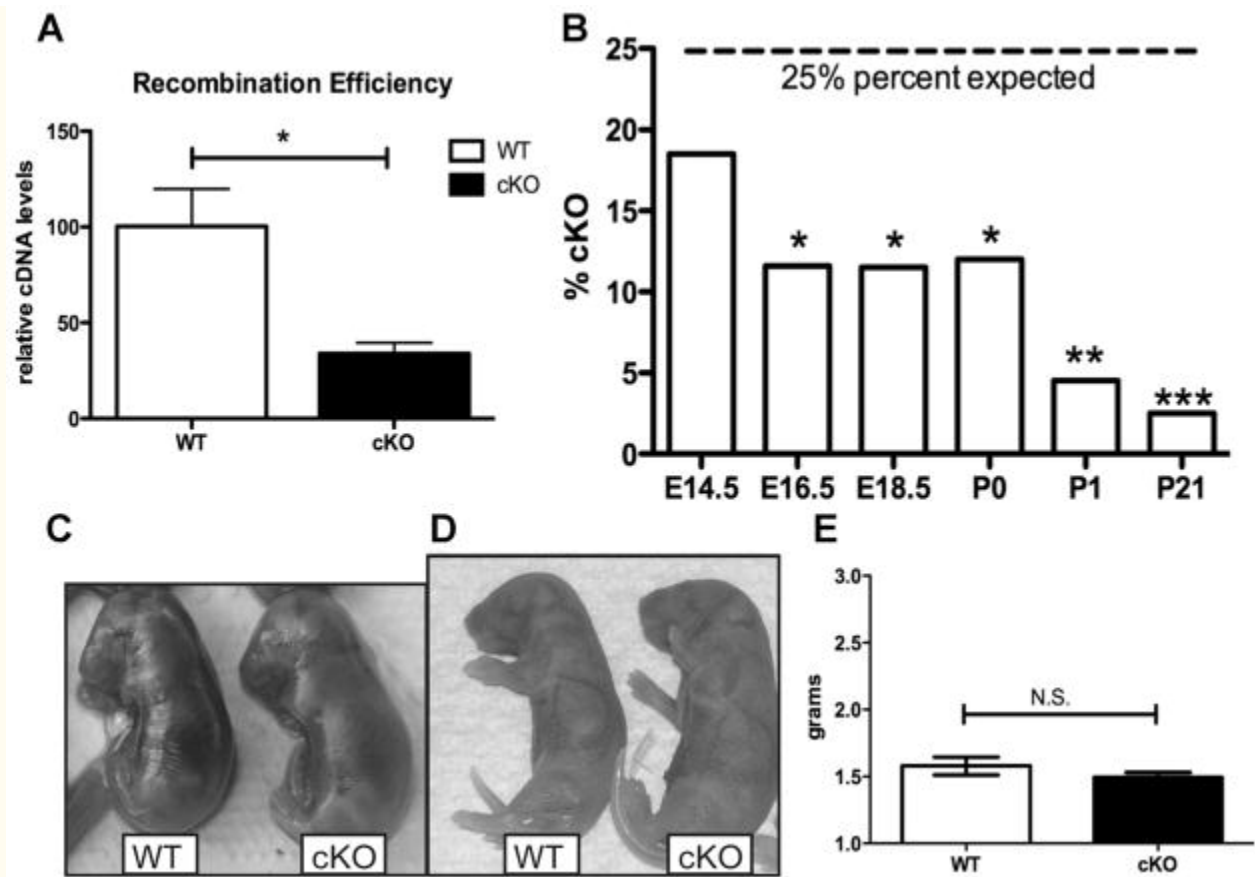 A
Recombination Efficiency
relative cDNA levels
150
100
50
0
*
WT
cKO
WT
cKO
B
% cKO
25
20
15
10
5
0
25% percent expected
*
*
*
**
***
E14.5 E16.5 E18.5 P0 P1 P21
C
WT
cKO
D
WT
cKO
E
grams
3.0
2.5
2.0
1.5
1.0
N.S.
WT
cKO